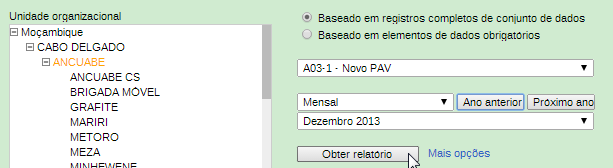 Unidade organizacional
Moçambique
CABO DELGADO
ANCUABE
ANCUABE CS
BRIGADA MÓVEL
GRAFITE
MARIRI
METORO
MEZA
MINHEWENE
Baseado em registros completos de conjunto de dados
Baseado em elementos de dados obrigatórios
A03-1 - Novo PAV
Mensal
Ano anterior
Próximo ano
Dezembro 2013
Obter relatório
Mais opções